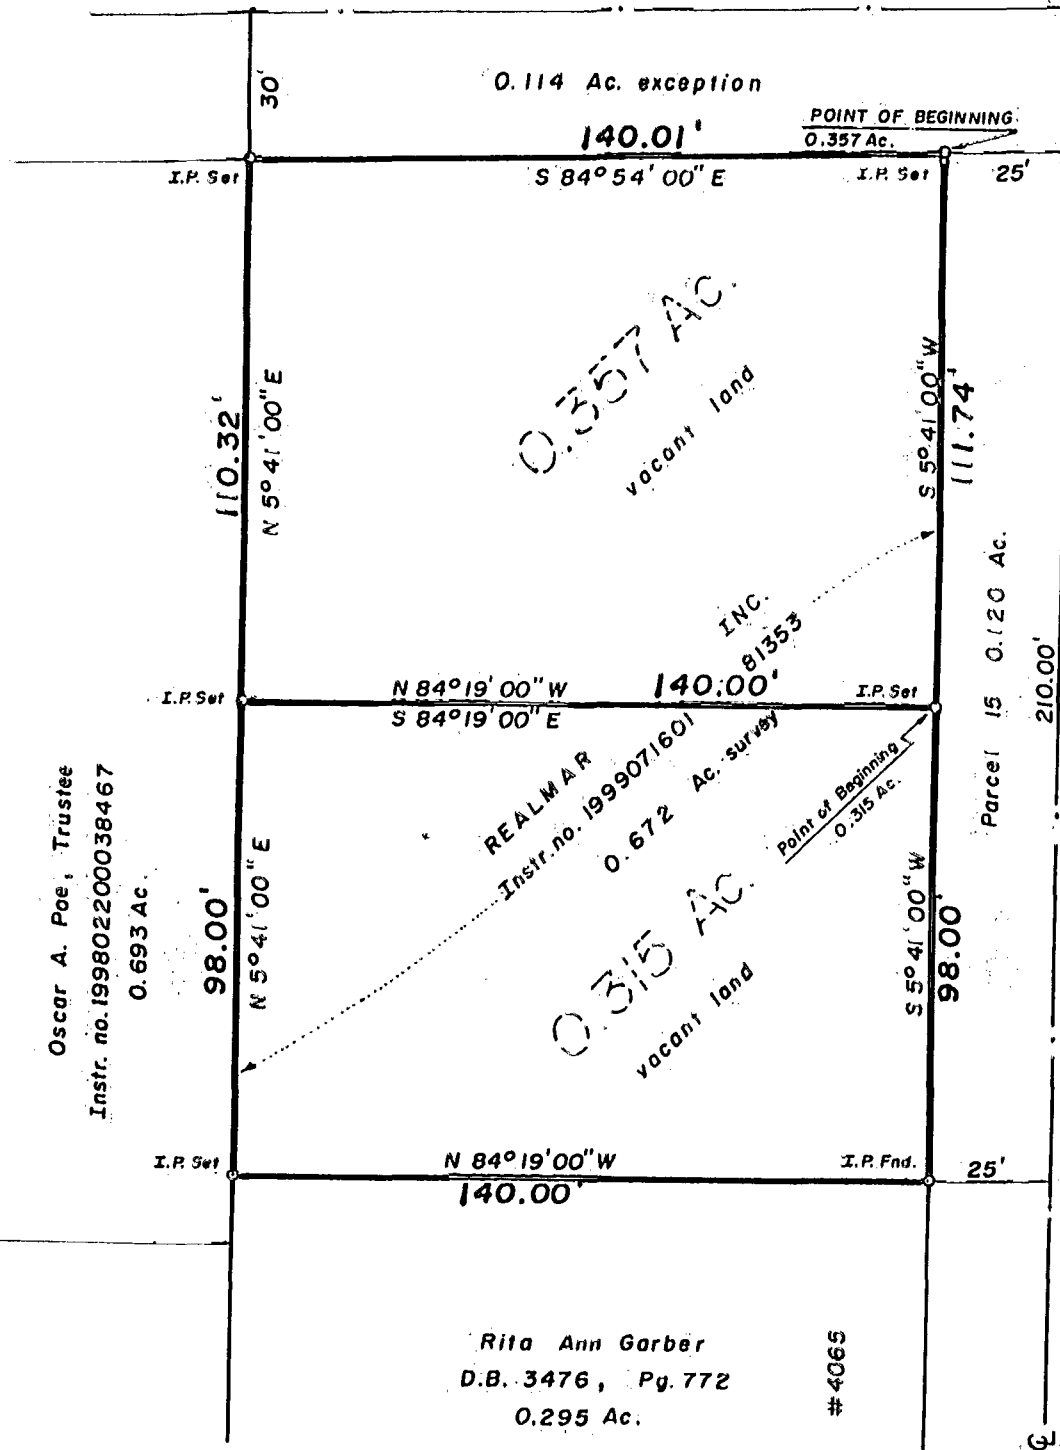 30'
0.114 Ac. exception
140.01'
POINT OF BEGINNING
0.357 Ac.
I.P. Set
S 84°54'00" E
I.P. Set
25'
0.357 Ac.
vacant land
110.32'
N 5°41'00" E
S 5°41'00" W
111.74'
Parcel 15 0.120 Ac.
210.00'
I.P. Set
N 84°19'00" W
140.00'
I.P. Set
S 84°19'00" E
REALMAR INC.
Instr. no. 199907160181353
0.672 Ac. survey
Point of Beginning
0.315 Ac.
Oscar A. Poe, Trustee
Instr. no. 199802200038467
0.693 Ac.
98.00'
N 5°41'00" E
0.315 Ac.
vacant land
S 5°41'00" W
98.00'
I.P. Set
N 84°19'00" W
I.P. Fnd.
25'
140.00'
Rita Ann Garber
D.B. 3476, Pg. 772
0.295 Ac.
#4065
℄